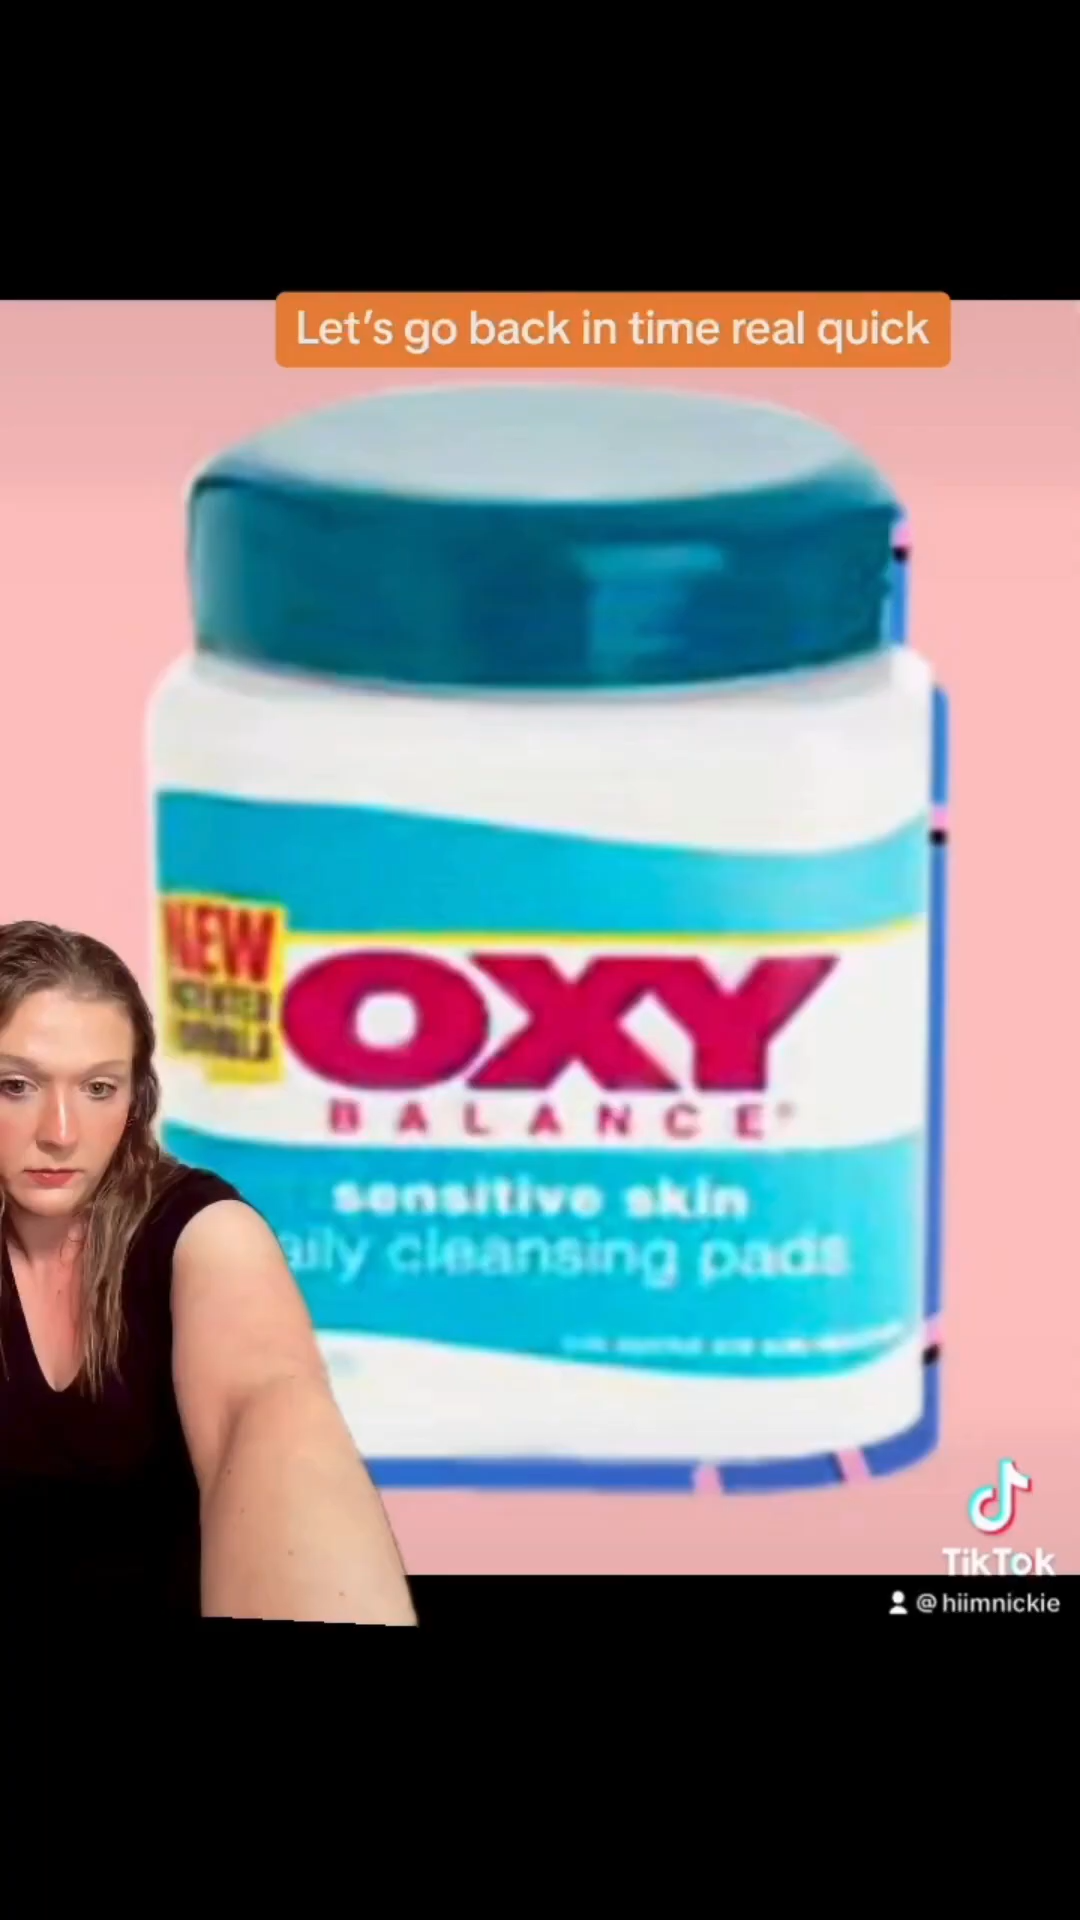 Let's go back in time real quick
NEW
OXY
BALANCE
sensitive skin
aily cleansing pads
TikTok
@hiimnickie